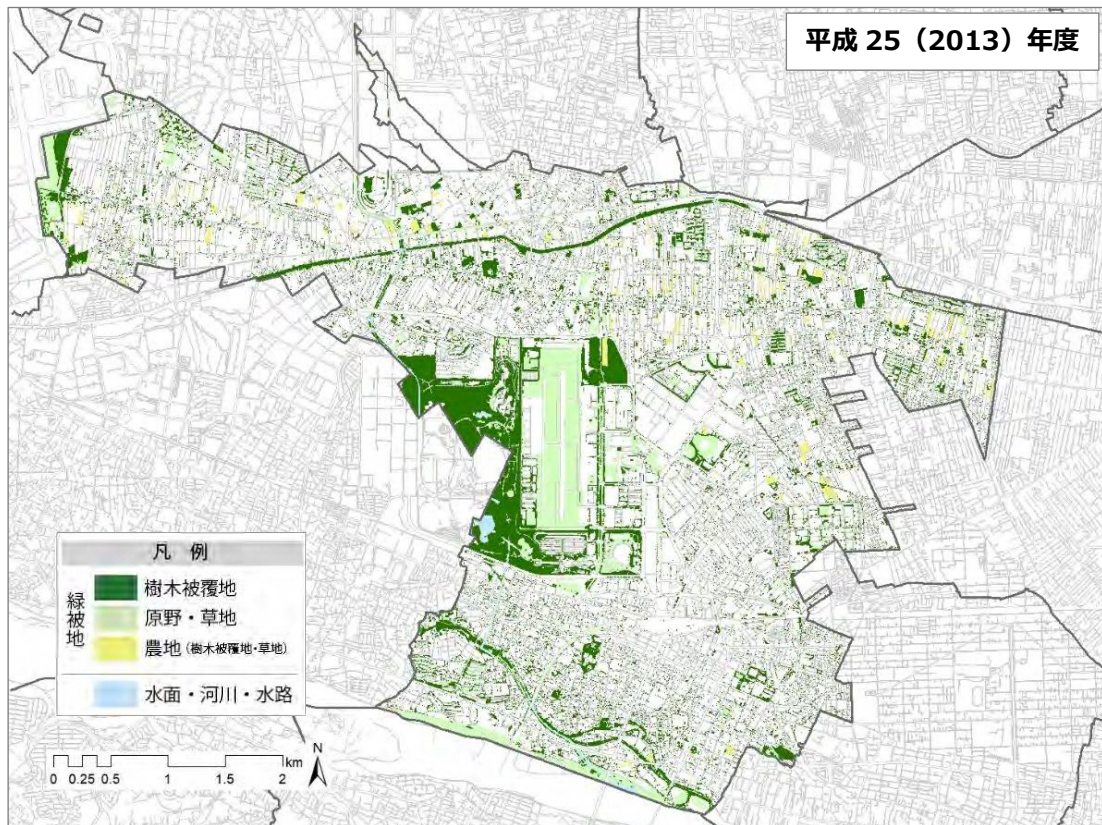 平成 25（2013）年度
凡 例
緑被地
樹木被覆地
原野・草地
農地（樹木被覆地・草地）
水面・河川・水路
0 0.25 0.5 1 1.5 2 km
N